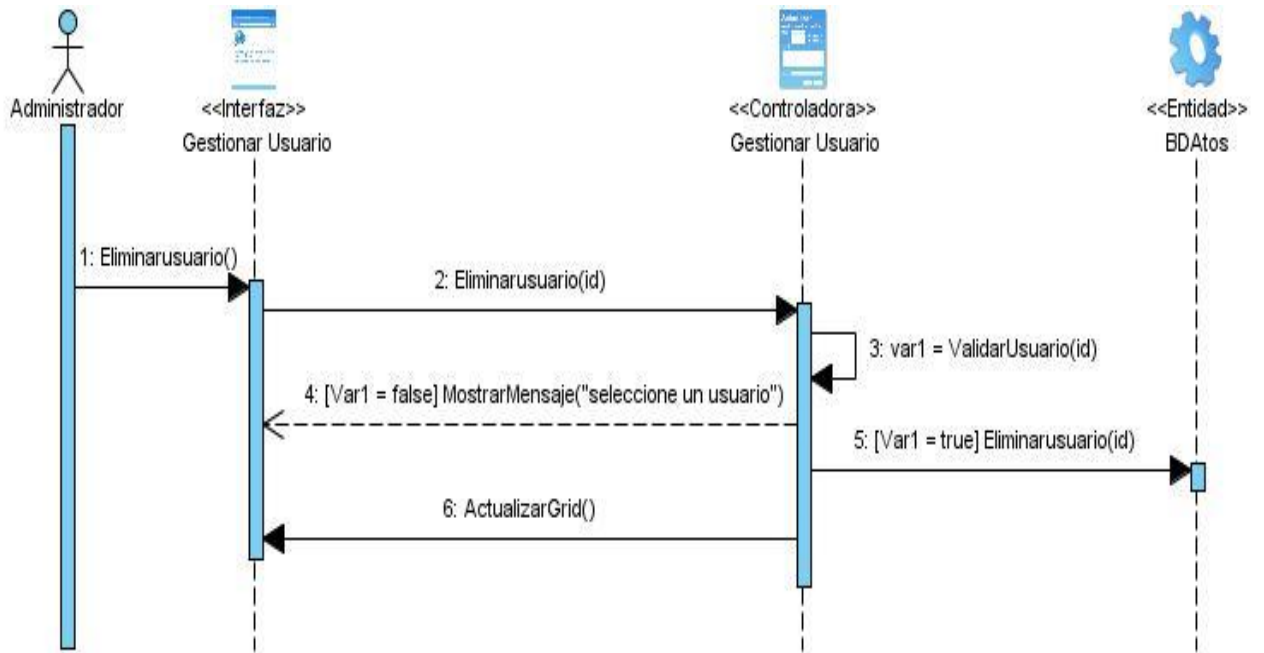 Administrador
<<Interfaz>>
Gestionar Usuario
<<Controladora>>
Gestionar Usuario
<<Entidad>>
BDAtos
1: Eliminarusuario()
2: Eliminarusuario(id)
3: var1 = ValidarUsuario(id)
4: [Var1 = false] MostrarMensaje("seleccione un usuario")
5: [Var1 = true] Eliminarusuario(id)
6: ActualizarGrid()